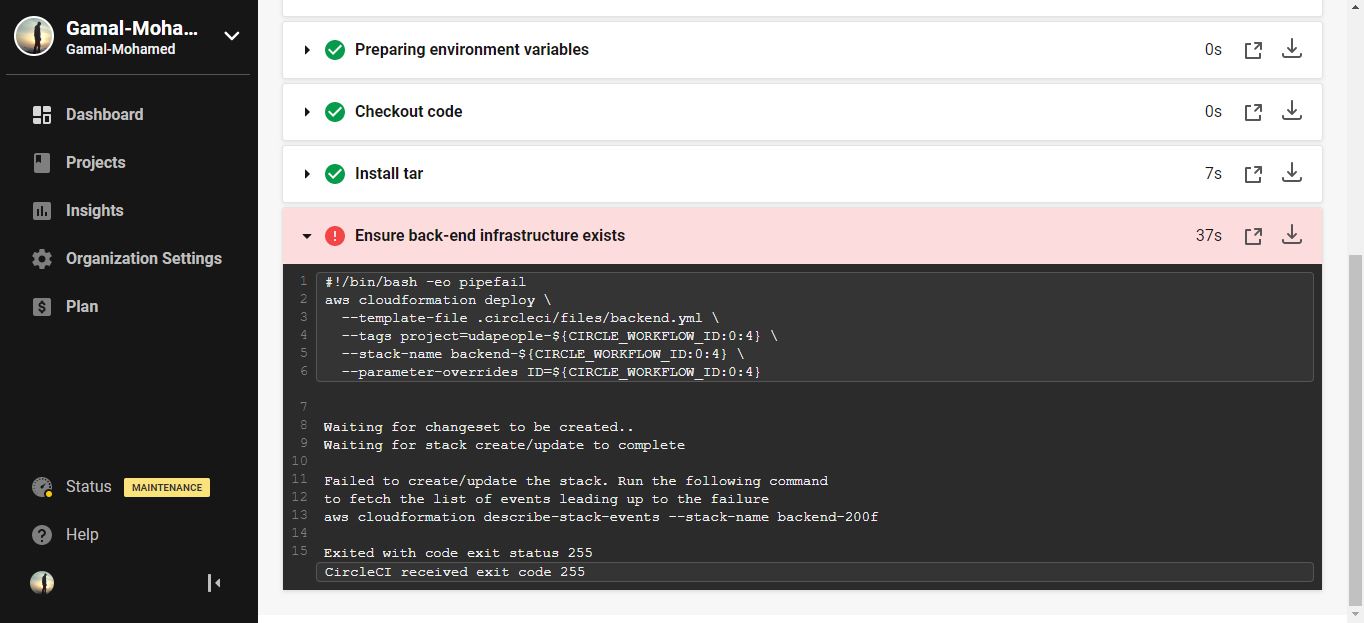 Gamal-Moha...
Gamal-Mohamed
Dashboard
Projects
Insights
Organization Settings
Plan
Status MAINTENANCE
Help
Preparing environment variables 0s
Checkout code 0s
Install tar 7s
Ensure back-end infrastructure exists 37s
1 #!/bin/bash -eo pipefail
2 aws cloudformation deploy \
3 --template-file .circleci/files/backend.yml \
4 --tags project=udapeople-${CIRCLE_WORKFLOW_ID:0:4} \
5 --stack-name backend-${CIRCLE_WORKFLOW_ID:0:4} \
6 --parameter-overrides ID=${CIRCLE_WORKFLOW_ID:0:4}
7
8 Waiting for changeset to be created..
9 Waiting for stack create/update to complete
10
11 Failed to create/update the stack. Run the following command
12 to fetch the list of events leading up to the failure
13 aws cloudformation describe-stack-events --stack-name backend-200f
14
15 Exited with code exit status 255
CircleCI received exit code 255